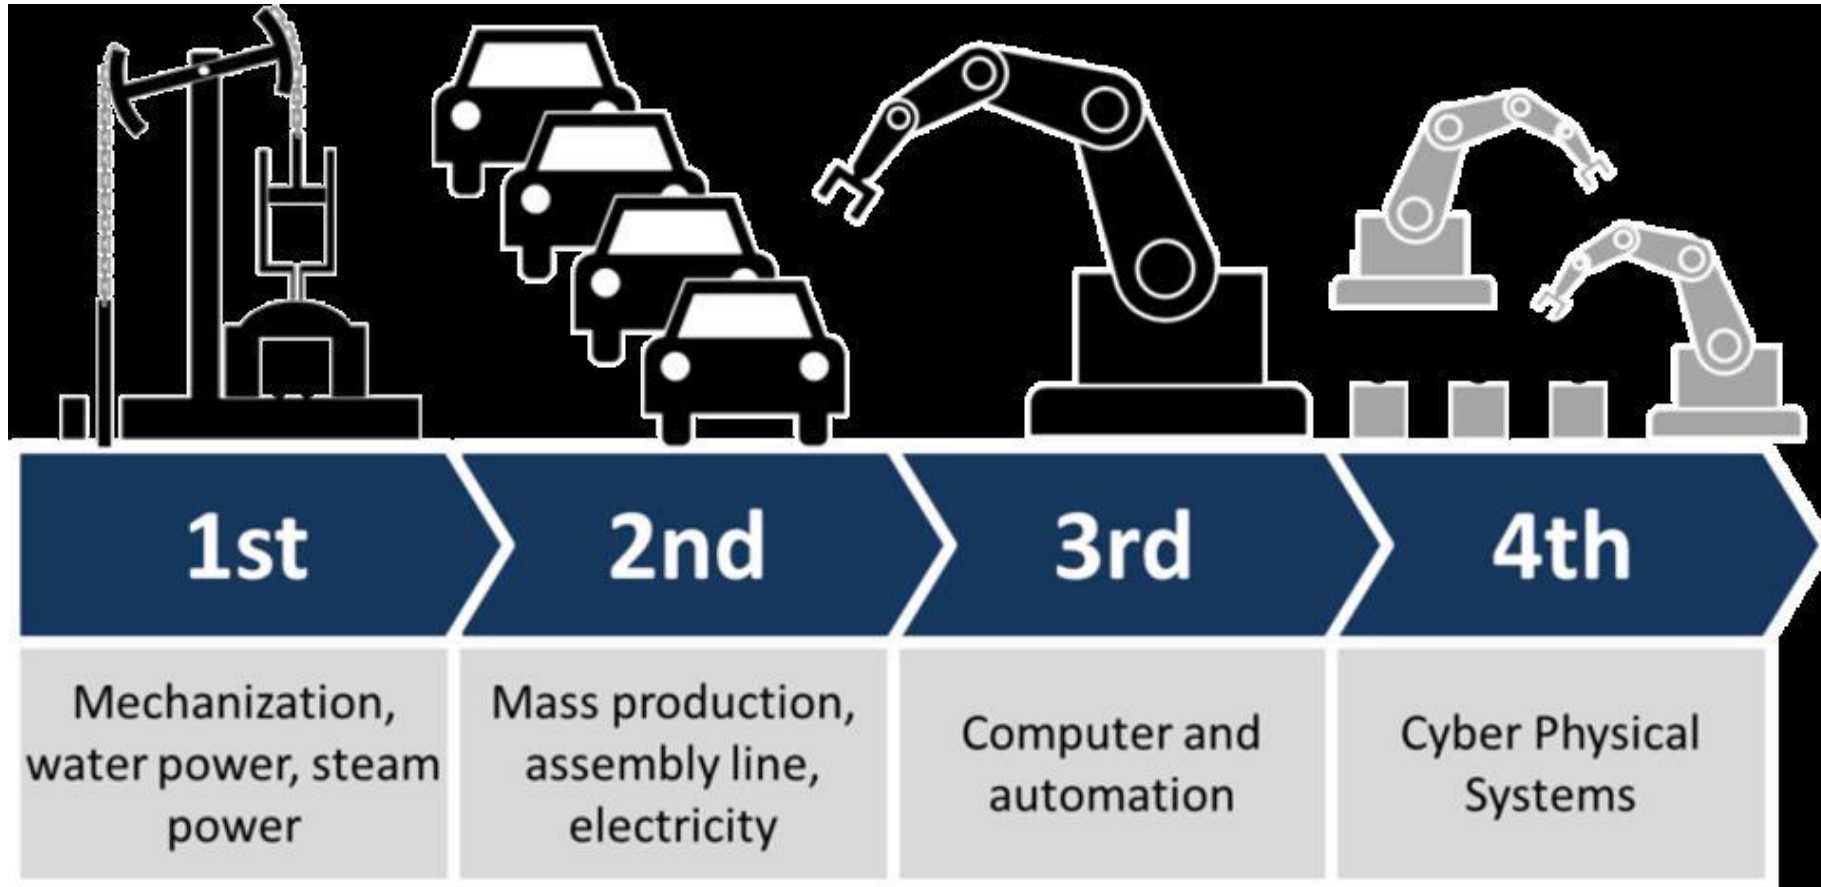 1st
2nd
3rd
4th
Mechanization,
water power, steam
power
Mass production,
assembly line,
electricity
Computer and
automation
Cyber Physical
Systems